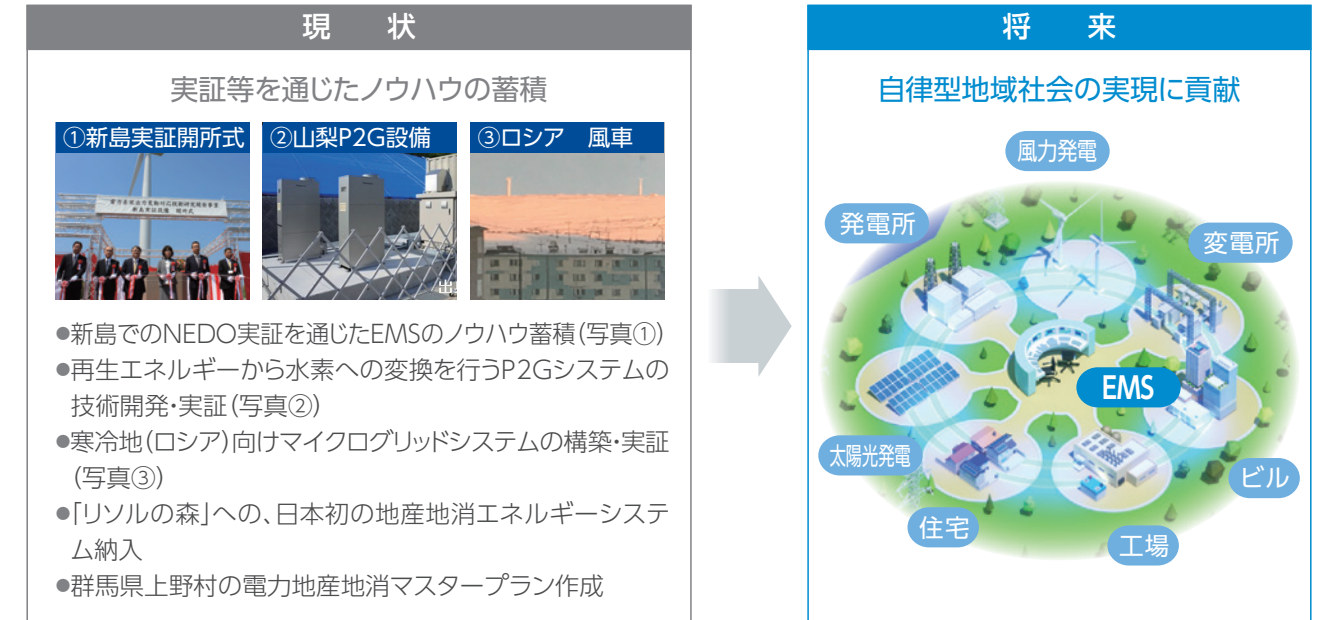 現　状
実証等を通じたノウハウの蓄積
①新島実証開所式
②山梨P2G設備
③ロシア　風車
新島実証設備　開所式
出
●新島でのNEDO実証を通じたEMSのノウハウ蓄積(写真①)
●再生エネルギーから水素への変換を行うP2Gシステムの
技術開発・実証(写真②)
●寒冷地(ロシア)向けマイクログリッドシステムの構築・実証
(写真③)
●「リソルの森」への、日本初の地産地消エネルギーシステ
ム納入
●群馬県上野村の電力地産地消マスタープラン作成
将　来
自律型地域社会の実現に貢献
風力発電
発電所
変電所
EMS
太陽光発電
ビル
住宅
工場